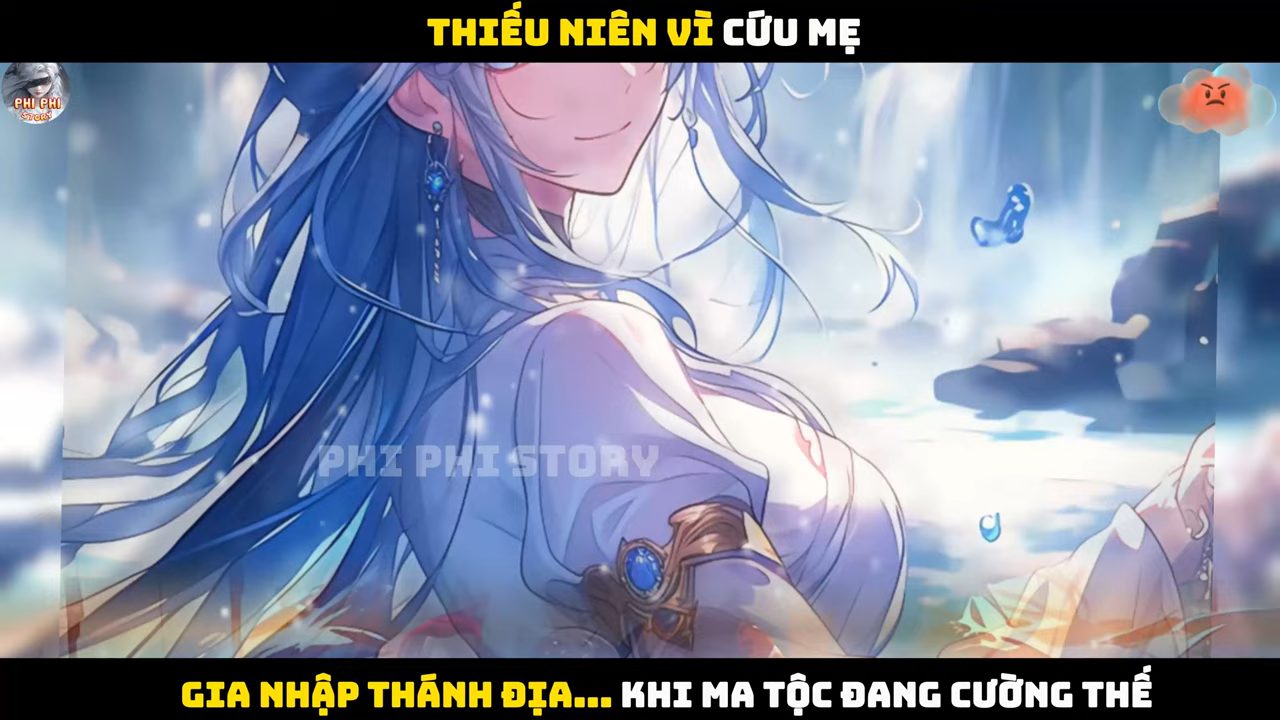 THIẾU NIÊN VÌ CỨU MẸ
PHI PHI
STORY
PHI PHI STORY
GIA NHẬP THÁNH ĐỊA... KHI MA TỘC ĐANG CƯỜNG THẾ